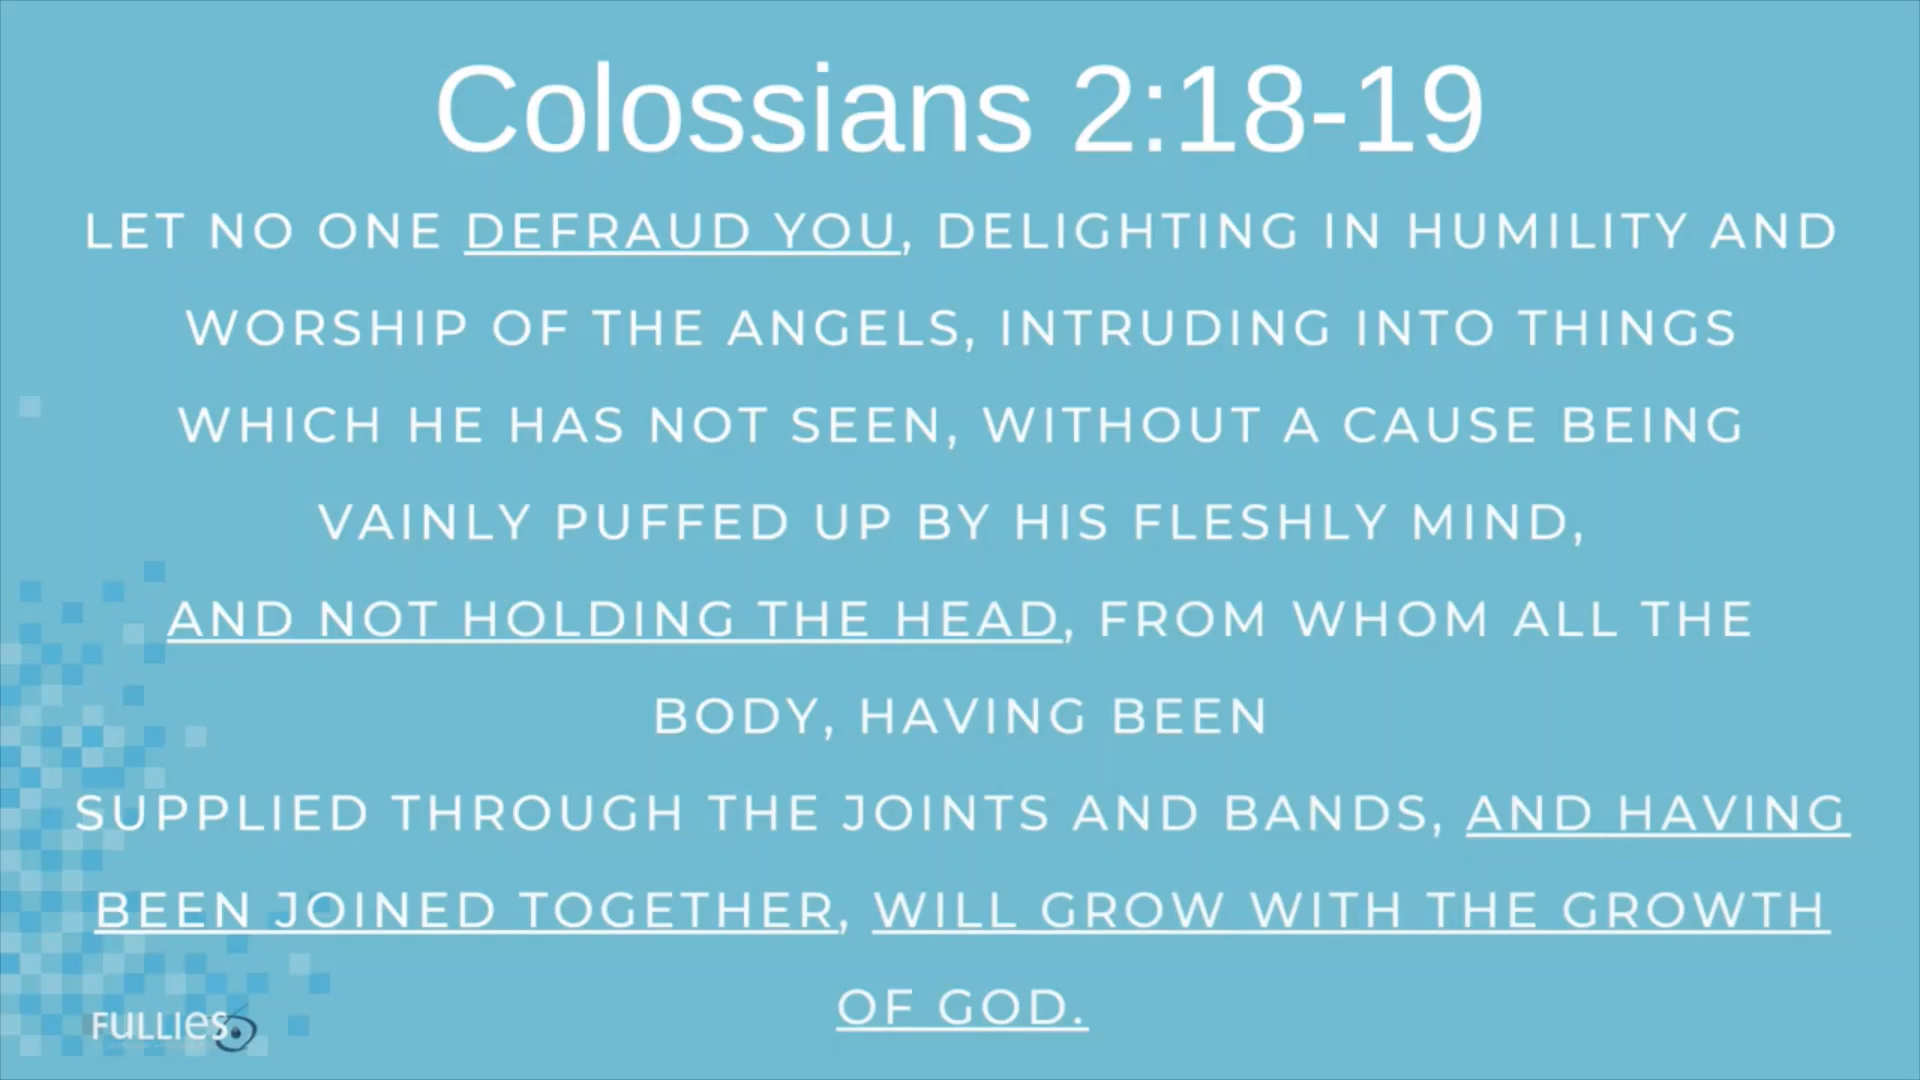 Colossians 2:18-19
LET NO ONE DEFRAUD YOU, DELIGHTING IN HUMILITY AND
WORSHIP OF THE ANGELS, INTRUDING INTO THINGS
WHICH HE HAS NOT SEEN, WITHOUT A CAUSE BEING
VAINLY PUFFED UP BY HIS FLESHLY MIND,
AND NOT HOLDING THE HEAD, FROM WHOM ALL THE
BODY, HAVING BEEN
SUPPLIED THROUGH THE JOINTS AND BANDS, AND HAVING
BEEN JOINED TOGETHER, WILL GROW WITH THE GROWTH
OF GOD.
FULLIeS